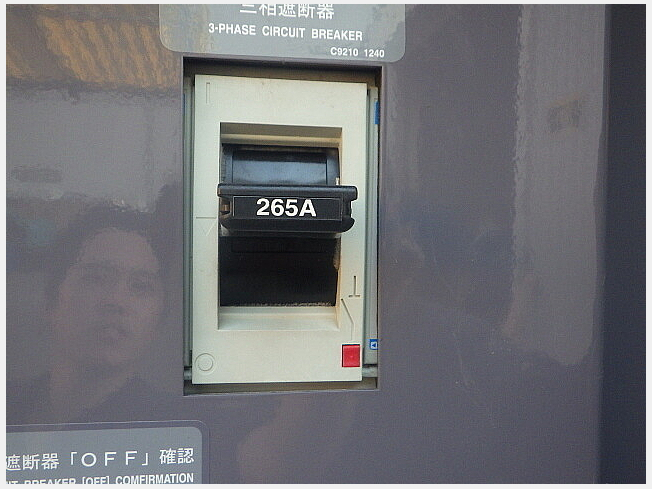 三相遮断器
3-PHASE CIRCUIT BREAKER
C9210 1240
265A
遮断器「OFF」確認
BREAKER [OFF] COMFIRMATION